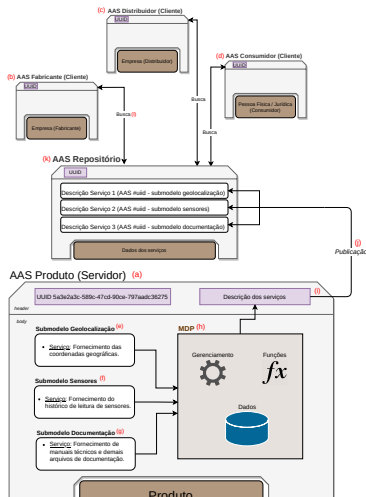 (c) AAS Distribuidor (Cliente)
UUID
Empresa (Distribuidor)
(d) AAS Consumidor (Cliente)
UUID
Pessoa Física / Jurídica
(Consumidor)
(b) AAS Fabricante (Cliente)
UUID
Empresa (Fabricante)
Busca (l)
Busca
Busca
(k) AAS Repositório
UUID
Descrição Serviço 1 (AAS #uiid - submodelo geolocalização)
Descrição Serviço 2 (AAS #uuid - submodelo sensores)
Descrição Serviço 3 (AAS #uuid - submodelo documentação)
Dados dos serviços
(j)
Publicação
AAS Produto (Servidor) (a)
UUID 5a3e2a3c-589c-47cd-90ce-797aadc36275
Descrição dos serviços
(i)
header
body
Submodelo Geolocalização (e)
• Serviço: Fornecimento das
coordenadas geográficas.
Submodelo Sensores (f)
• Serviço: Fornecimento do
histórico de leitura de sensores.
Submodelo Documentação (g)
• Serviço: Fornecimento de
manuais técnicos e demais
arquivos de documentação.
MDP (h)
Gerenciamento
Funções
fx
Dados
Produto